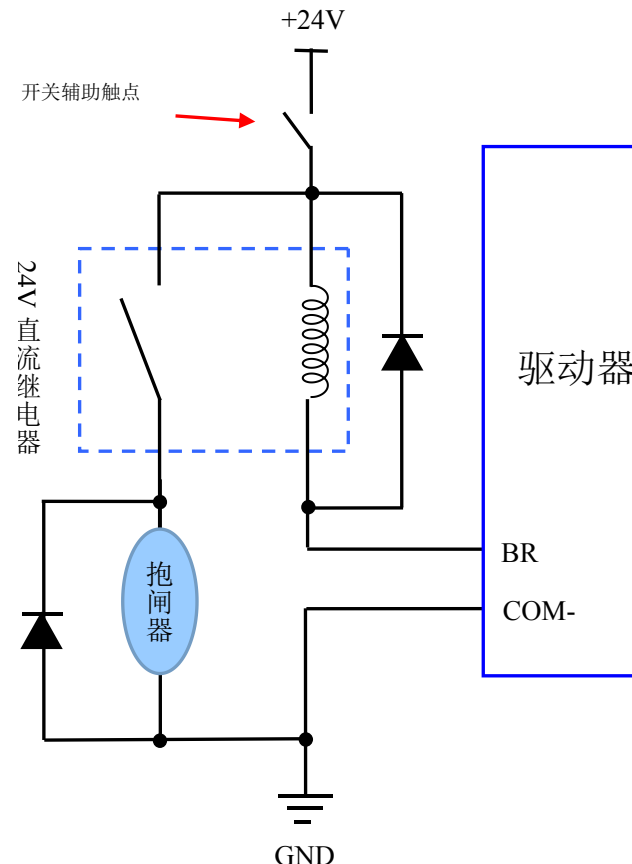 +24V
开关辅助触点
24V 直流继电器
驱动器
BR
COM-
抱闸器
GND